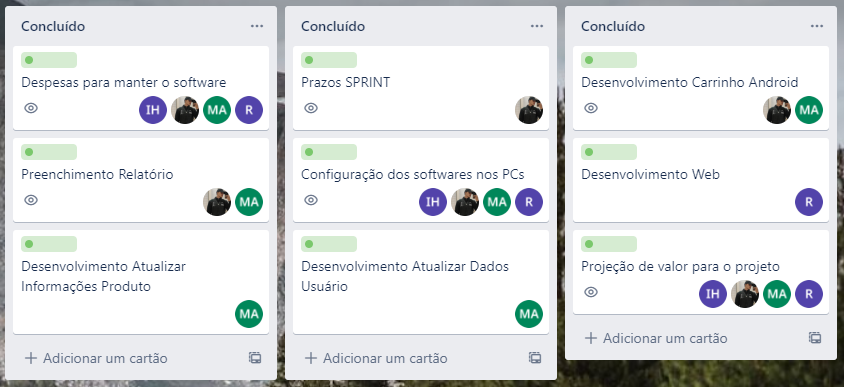 Concluído
Despesas para manter o software
IH MA R
Preenchimento Relatório
MA
Desenvolvimento Atualizar
Informações Produto
MA
Adicionar um cartão
Concluído
Prazos SPRINT
Configuração dos softwares nos PCs
IH MA R
Desenvolvimento Atualizar Dados
Usuário
MA
Adicionar um cartão
Concluído
Desenvolvimento Carrinho Android
MA
Desenvolvimento Web
R
Projeção de valor para o projeto
IH MA R
Adicionar um cartão